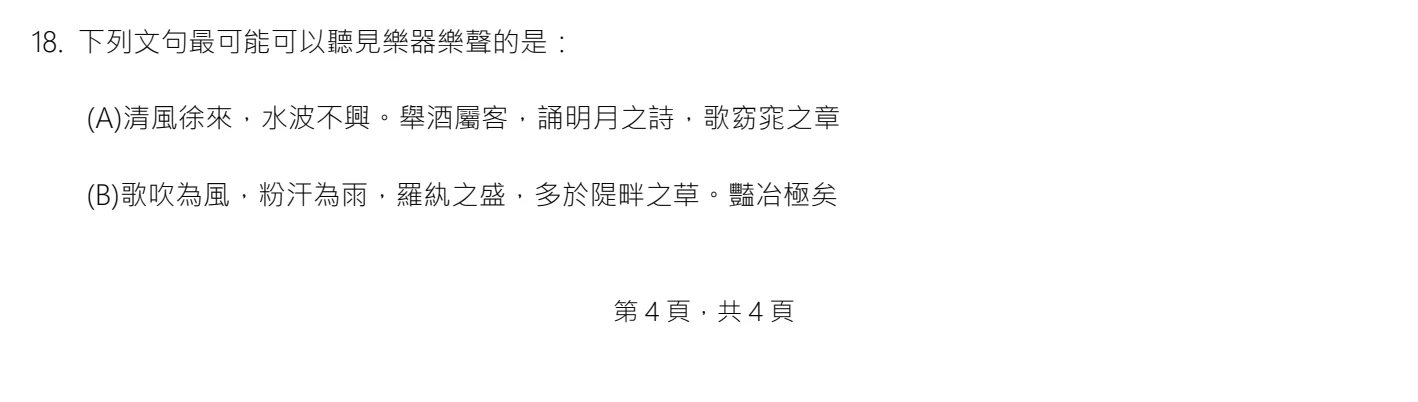 18. 下列文句最可能可以聽見樂器樂聲的是：
(A)清風徐來，水波不興。舉酒屬客，誦明月之詩，歌窈窕之章
(B)歌吹為風，粉汗為雨，羅紈之盛，多於隄畔之草。豔冶極矣
第 4 頁，共 4 頁